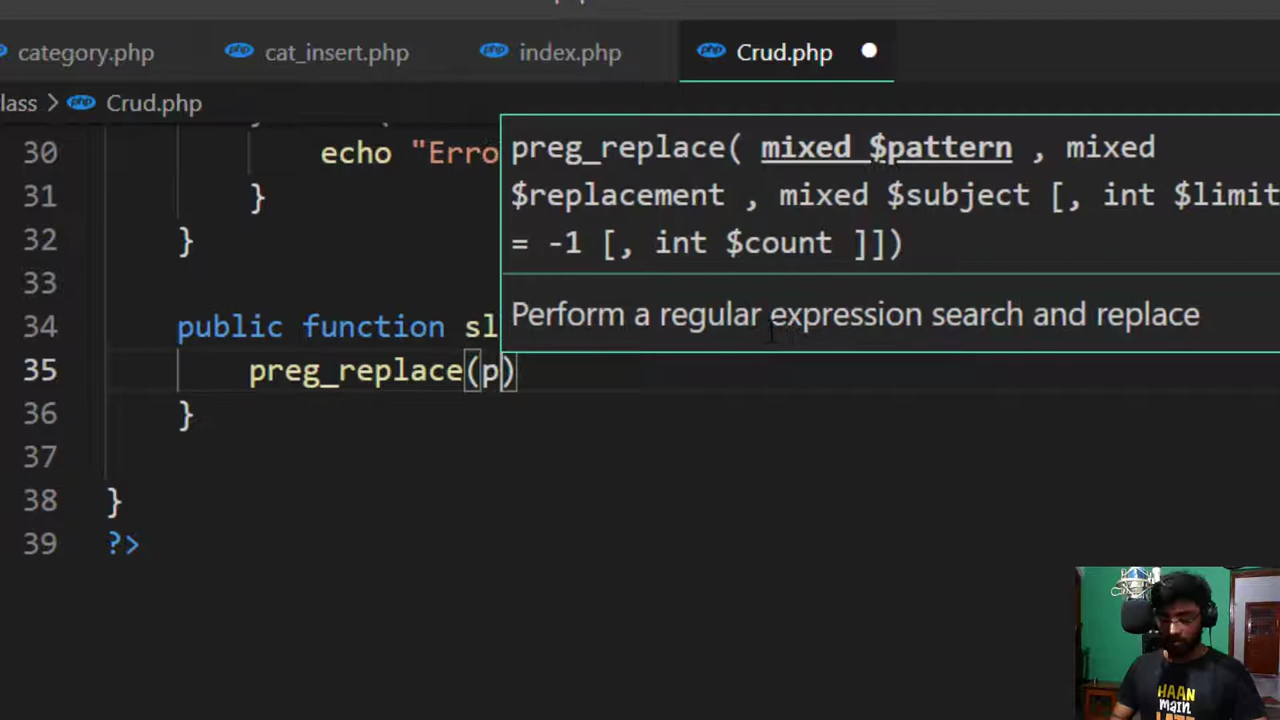 category.php cat_insert.php index.php Crud.php
lass > Crud.php
30 echo "Erro
31 }
32 }
33
34 public function sl
35 preg_replace(p)
36 }
37
38 }
39 ?>
preg_replace( mixed $pattern , mixed
$replacement , mixed $subject [, int $limit
= -1 [, int $count ]])
Perform a regular expression search and replace
HAAN
main